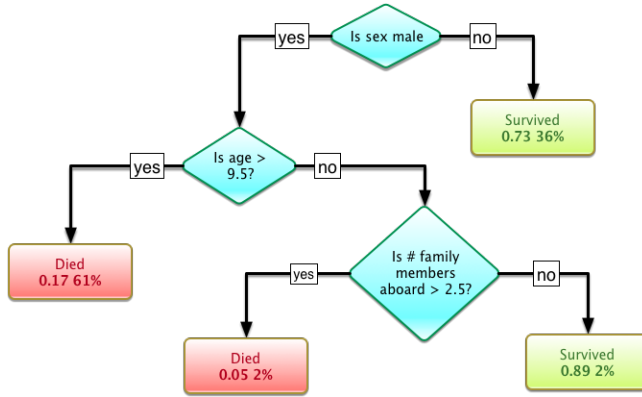 yes
Is sex male
no
Survived
0.73 36%
yes
Is age >
9.5?
no
Died
0.17 61%
Is # family
members
aboard > 2.5?
yes
no
Died
0.05 2%
Survived
0.89 2%